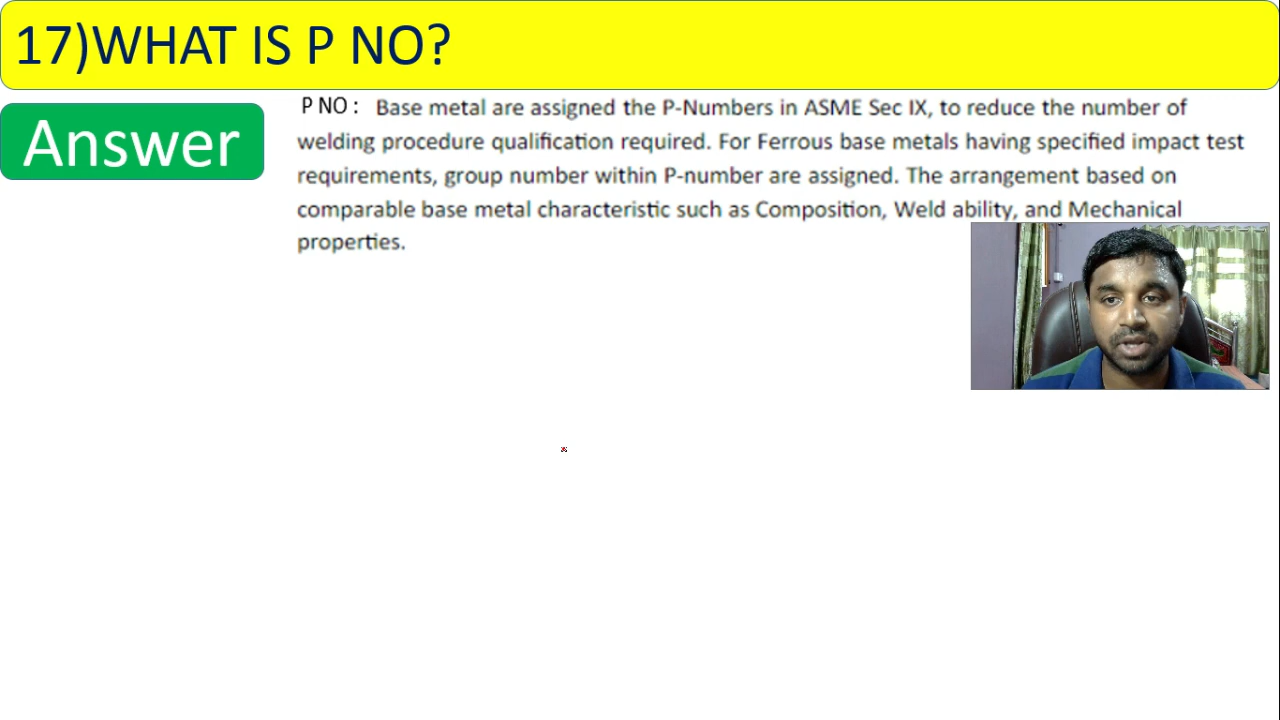 17)WHAT IS P NO?
Answer
P NO : Base metal are assigned the P-Numbers in ASME Sec IX, to reduce the number of
welding procedure qualification required. For Ferrous base metals having specified impact test
requirements, group number within P-number are assigned. The arrangement based on
comparable base metal characteristic such as Composition, Weld ability, and Mechanical
properties.